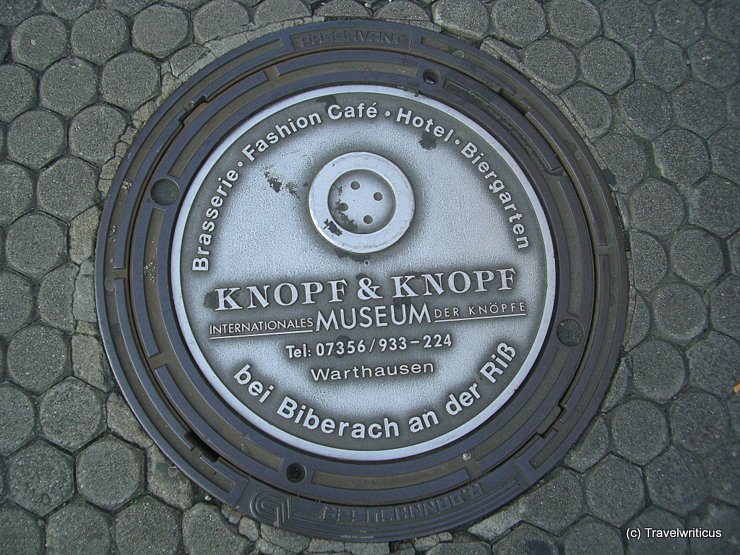 PREPAVANT
Brasserie · Fashion Café · Hotel · Biergarten
KNOPF & KNOPF
INTERNATIONALES MUSEUM DER KNÖPFE
Tel: 07356/933-224
Warthausen
bei Biberach an der Riß
(c) Travelwriticus